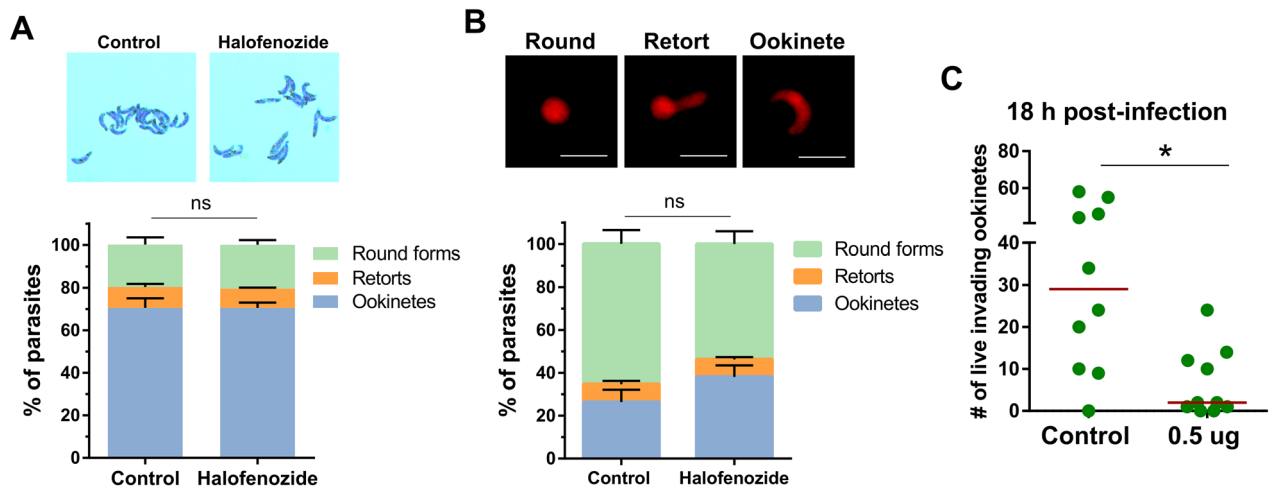 A
Control
Halofenozide
ns
% of parasites
100
80
60
40
20
0
Round forms
Retorts
Ookinetes
Control
Halofenozide
B
Round
Retort
Ookinete
ns
% of parasites
100
80
60
40
20
0
Round forms
Retorts
Ookinetes
Control
Halofenozide
C
18 h post-infection
*
# of live invading ookinetes
80
60
40
30
20
10
0
Control
0.5 ug